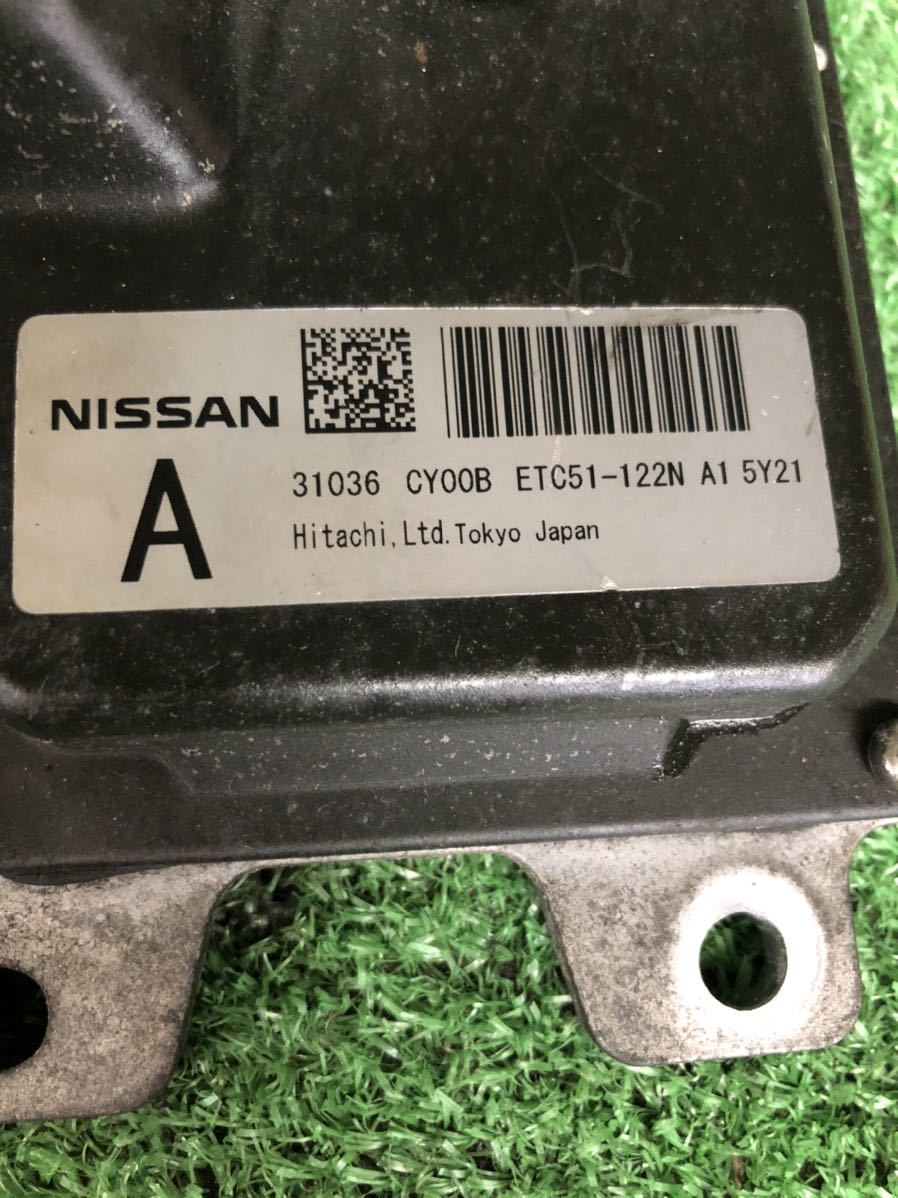 NISSAN
A
31036 CY00B ETC51-122N A1 5Y21
Hitachi,Ltd.Tokyo Japan